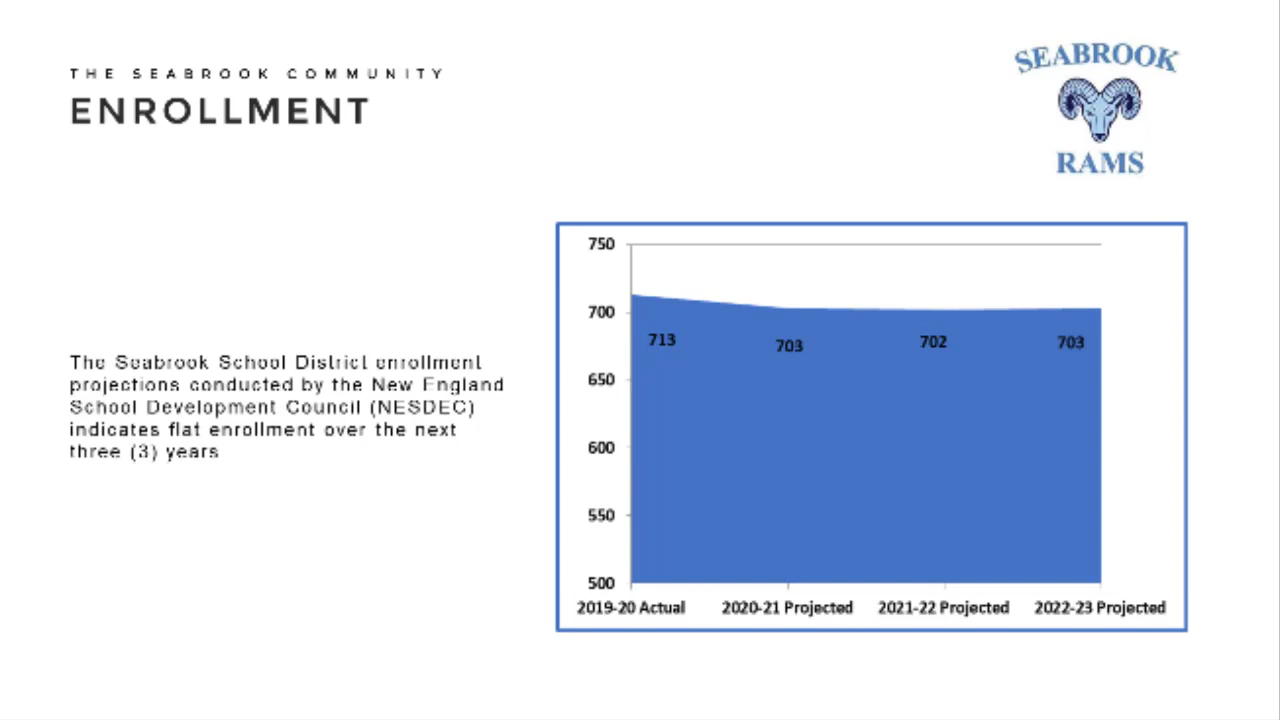 THE SEABROOK COMMUNITY
ENROLLMENT
SEABROOK
RAMS
The Seabrook School District enrollment
projections conducted by the New England
School Development Council (NESDEC)
indicates flat enrollment over the next
three (3) years
750
700
650
600
550
500
713
703
702
703
2019-20 Actual
2020-21 Projected
2021-22 Projected
2022-23 Projected